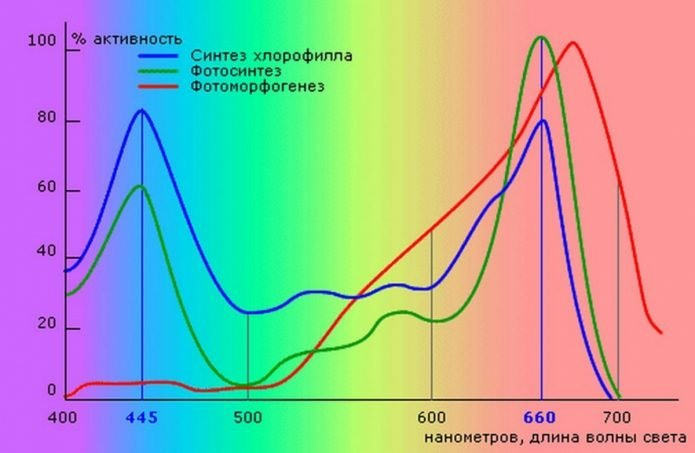 % активность
Синтез хлорофилла
Фотосинтез
Фотоморфогенез
100
80
60
40
20
0
400 445 500 600 660 700
нанометров, длина волны света